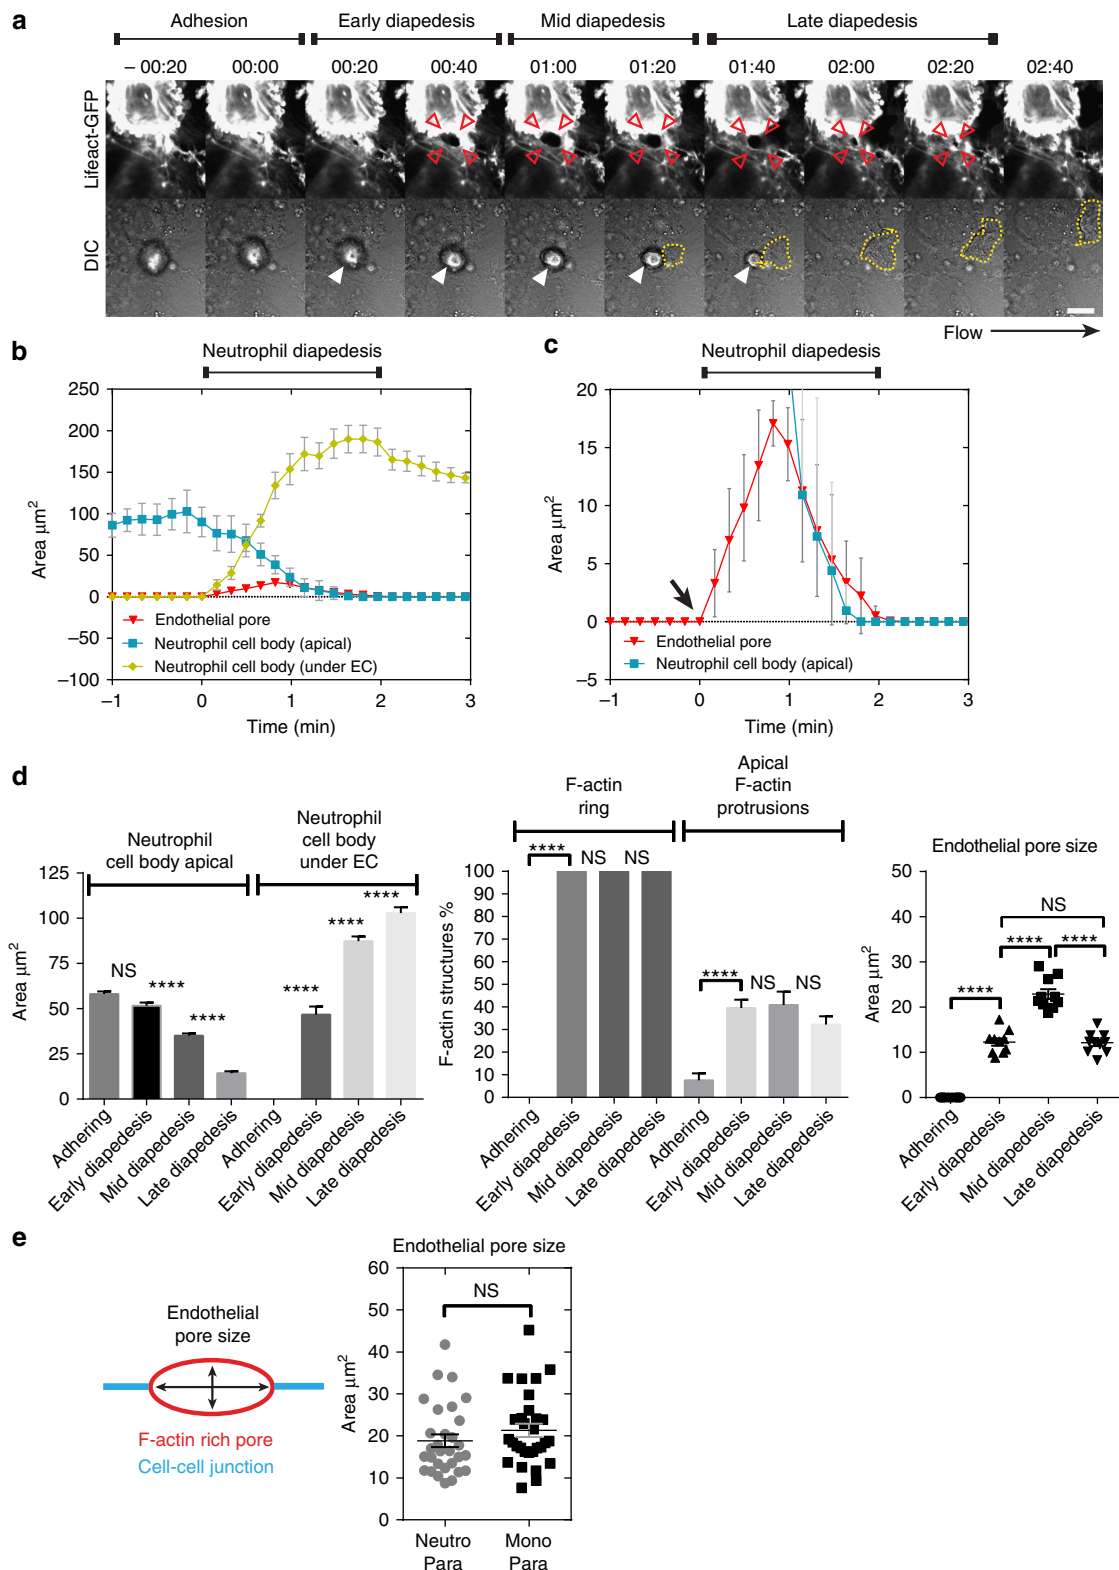 a
Adhesion Early diapedesis Mid diapedesis Late diapedesis
– 00:20 00:00 00:20 00:40 01:00 01:20 01:40 02:00 02:20 02:40
Lifeact-GFP
DIC
Flow
b
Neutrophil diapedesis
250
200
150
100
50
0
–50
–100
Area μm²
Endothelial pore
Neutrophil cell body (apical)
Neutrophil cell body (under EC)
–1 0 1 2 3
Time (min)
c
Neutrophil diapedesis
20
15
10
5
0
–5
Area μm²
Endothelial pore
Neutrophil cell body (apical)
–1 0 1 2 3
Time (min)
d
Neutrophil
cell body apical
Neutrophil
cell body
under EC
125
100
75
50
25
0
Area μm²
NS **** **** **** **** ****
Adhering Early diapedesis Mid diapedesis Late diapedesis Adhering Early diapedesis Mid diapedesis Late diapedesis
F-actin
ring
Apical
F-actin
protrusions
100
90
80
70
60
50
40
30
20
10
0
F-actin structures %
**** NS NS **** NS NS
Adhering Early diapedesis Mid diapedesis Late diapedesis Adhering Early diapedesis Mid diapedesis Late diapedesis
Endothelial pore size
50
40
30
20
10
0
Area μm²
NS
**** ****
****
Adhering Early diapedesis Mid diapedesis Late diapedesis
e
Endothelial
pore size
F-actin rich pore
Cell-cell junction
Endothelial pore size
60
50
40
30
20
10
0
Area μm²
NS
Neutro Mono
Para Para